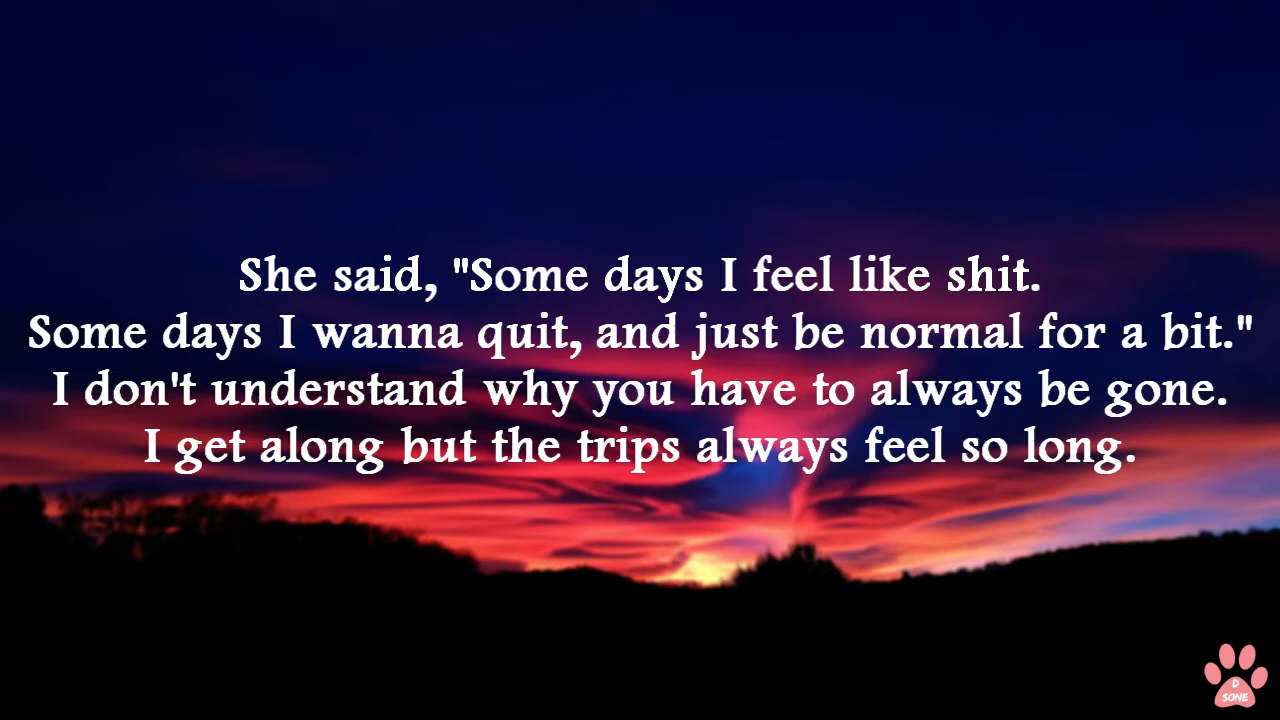 She said, "Some days I feel like shit.
Some days I wanna quit, and just be normal for a bit."
I don't understand why you have to always be gone.
I get along but the trips always feel so long.
D
SONE